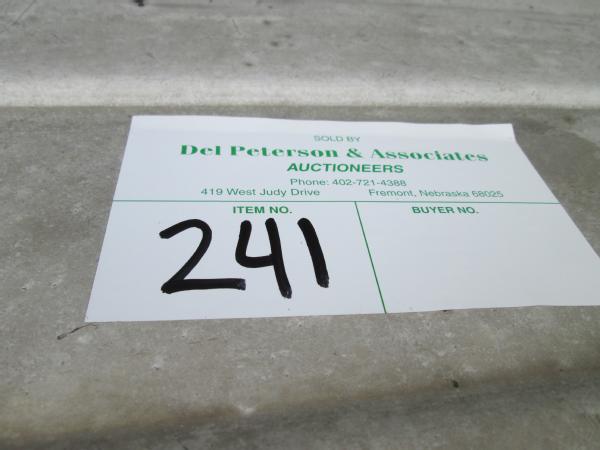 SOLD BY
Del Peterson & Associates
AUCTIONEERS
Phone: 402-721-4388
419 West Judy Drive Fremont, Nebraska 68025
ITEM NO. BUYER NO.
241